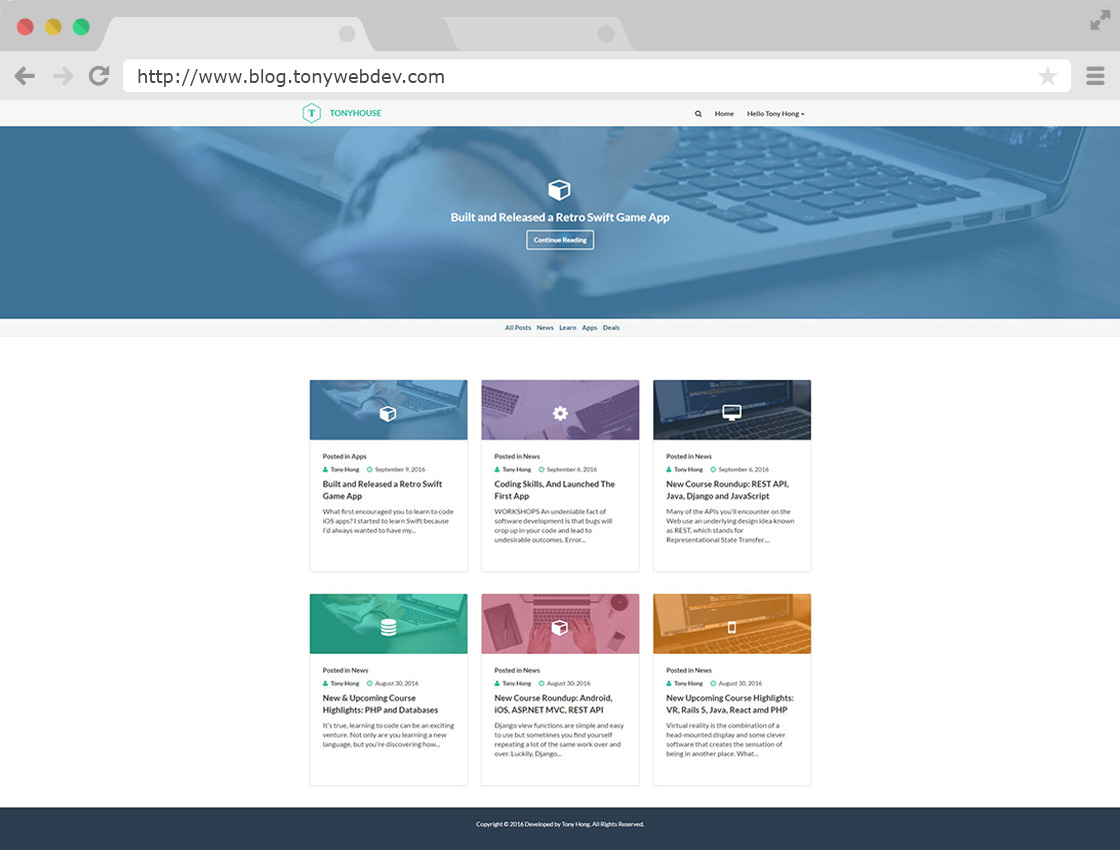 http://www.blog.tonywebdev.com
T TONYHOUSE
Home Hello Tony Hong
Built and Released a Retro Swift Game App
Continue Reading
All Posts News Learn Apps Deals
Posted in Apps
Tony Hong September 9, 2016
Built and Released a Retro Swift
Game App
What first encouraged you to learn to code
iOS apps? I started to learn Swift because
I'd always wanted to have my...
Posted in News
Tony Hong September 6, 2016
Coding Skills, And Launched The
First App
WORKSHOPS An undeniable fact of
software development is that bugs will
crop up in your code and lead to
undesirable outcomes. Error...
Posted in News
Tony Hong September 6, 2016
New Course Roundup: REST API,
Java, Django and JavaScript
Many of the APIs you'll encounter on the
Web use an underlying design idea known
as REST, which stands for
Representational State Transfer....
Posted in News
Tony Hong August 30, 2016
New & Upcoming Course
Highlights: PHP and Databases
It's true, learning to code can be an exciting
venture. Not only are you learning a new
language, but you're discovering how...
Posted in News
Tony Hong August 30, 2016
New Course Roundup: Android,
iOS, ASP.NET MVC, REST API
Django view functions are simple and easy
to use but sometimes you find yourself
repeating a lot of the same work over and
over. Luckily, Django...
Posted in News
Tony Hong August 30, 2016
New Upcoming Course Highlights:
VR, Rails 5, Java, React amd PHP
Virtual reality is the combination of a
head-mounted display and some clever
software that creates the sensation of
being in another place. What...
Copyright © 2016 Developed by Tony Hong. All Rights Reserved.